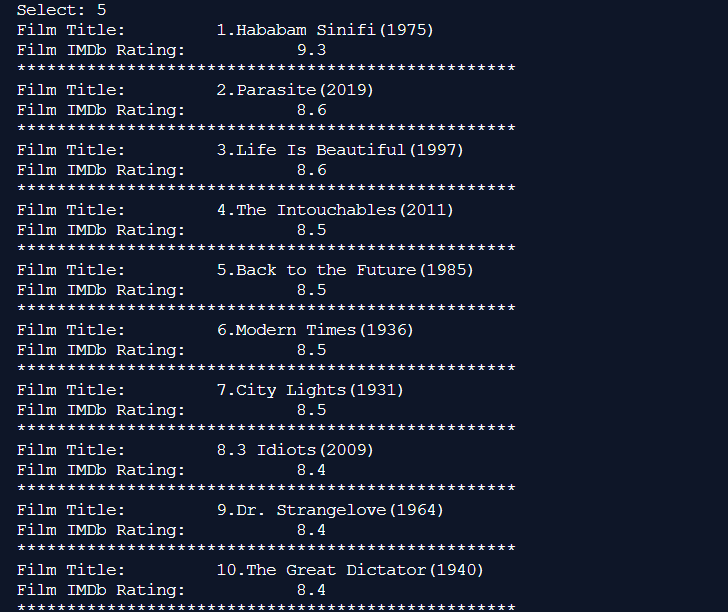 Select: 5
Film Title: 1.Hababam Sinifi(1975)
Film IMDb Rating: 9.3
**************************************************
Film Title: 2.Parasite(2019)
Film IMDb Rating: 8.6
**************************************************
Film Title: 3.Life Is Beautiful(1997)
Film IMDb Rating: 8.6
**************************************************
Film Title: 4.The Intouchables(2011)
Film IMDb Rating: 8.5
**************************************************
Film Title: 5.Back to the Future(1985)
Film IMDb Rating: 8.5
**************************************************
Film Title: 6.Modern Times(1936)
Film IMDb Rating: 8.5
**************************************************
Film Title: 7.City Lights(1931)
Film IMDb Rating: 8.5
**************************************************
Film Title: 8.3 Idiots(2009)
Film IMDb Rating: 8.4
**************************************************
Film Title: 9.Dr. Strangelove(1964)
Film IMDb Rating: 8.4
**************************************************
Film Title: 10.The Great Dictator(1940)
Film IMDb Rating: 8.4
**************************************************